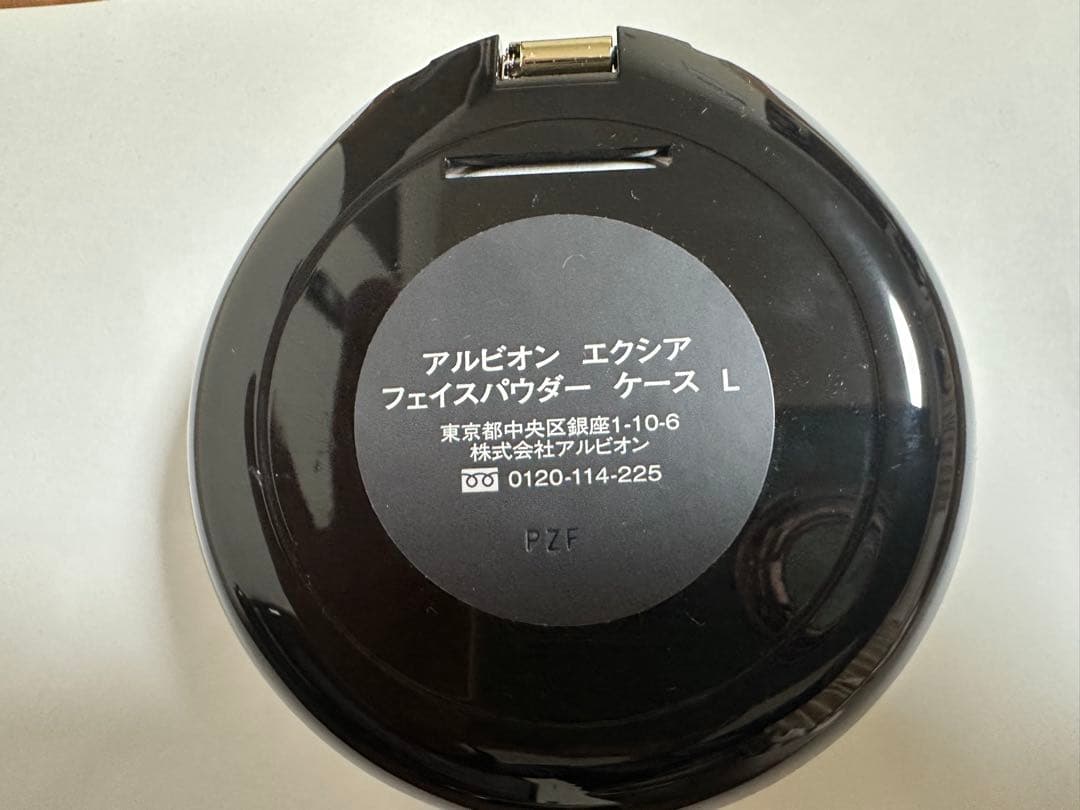 アルビオン エクシア
フェイスパウダー ケース L
東京都中央区銀座1-10-6
株式会社アルビオン
0120-114-225
PZF